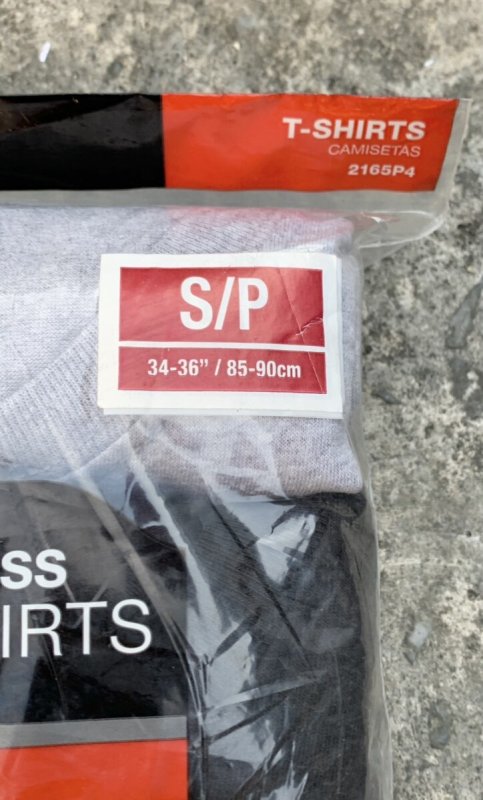 T-SHIRTS
CAMISETAS
2165P4
S/P
34-36” / 85-90cm
SS
IRTS